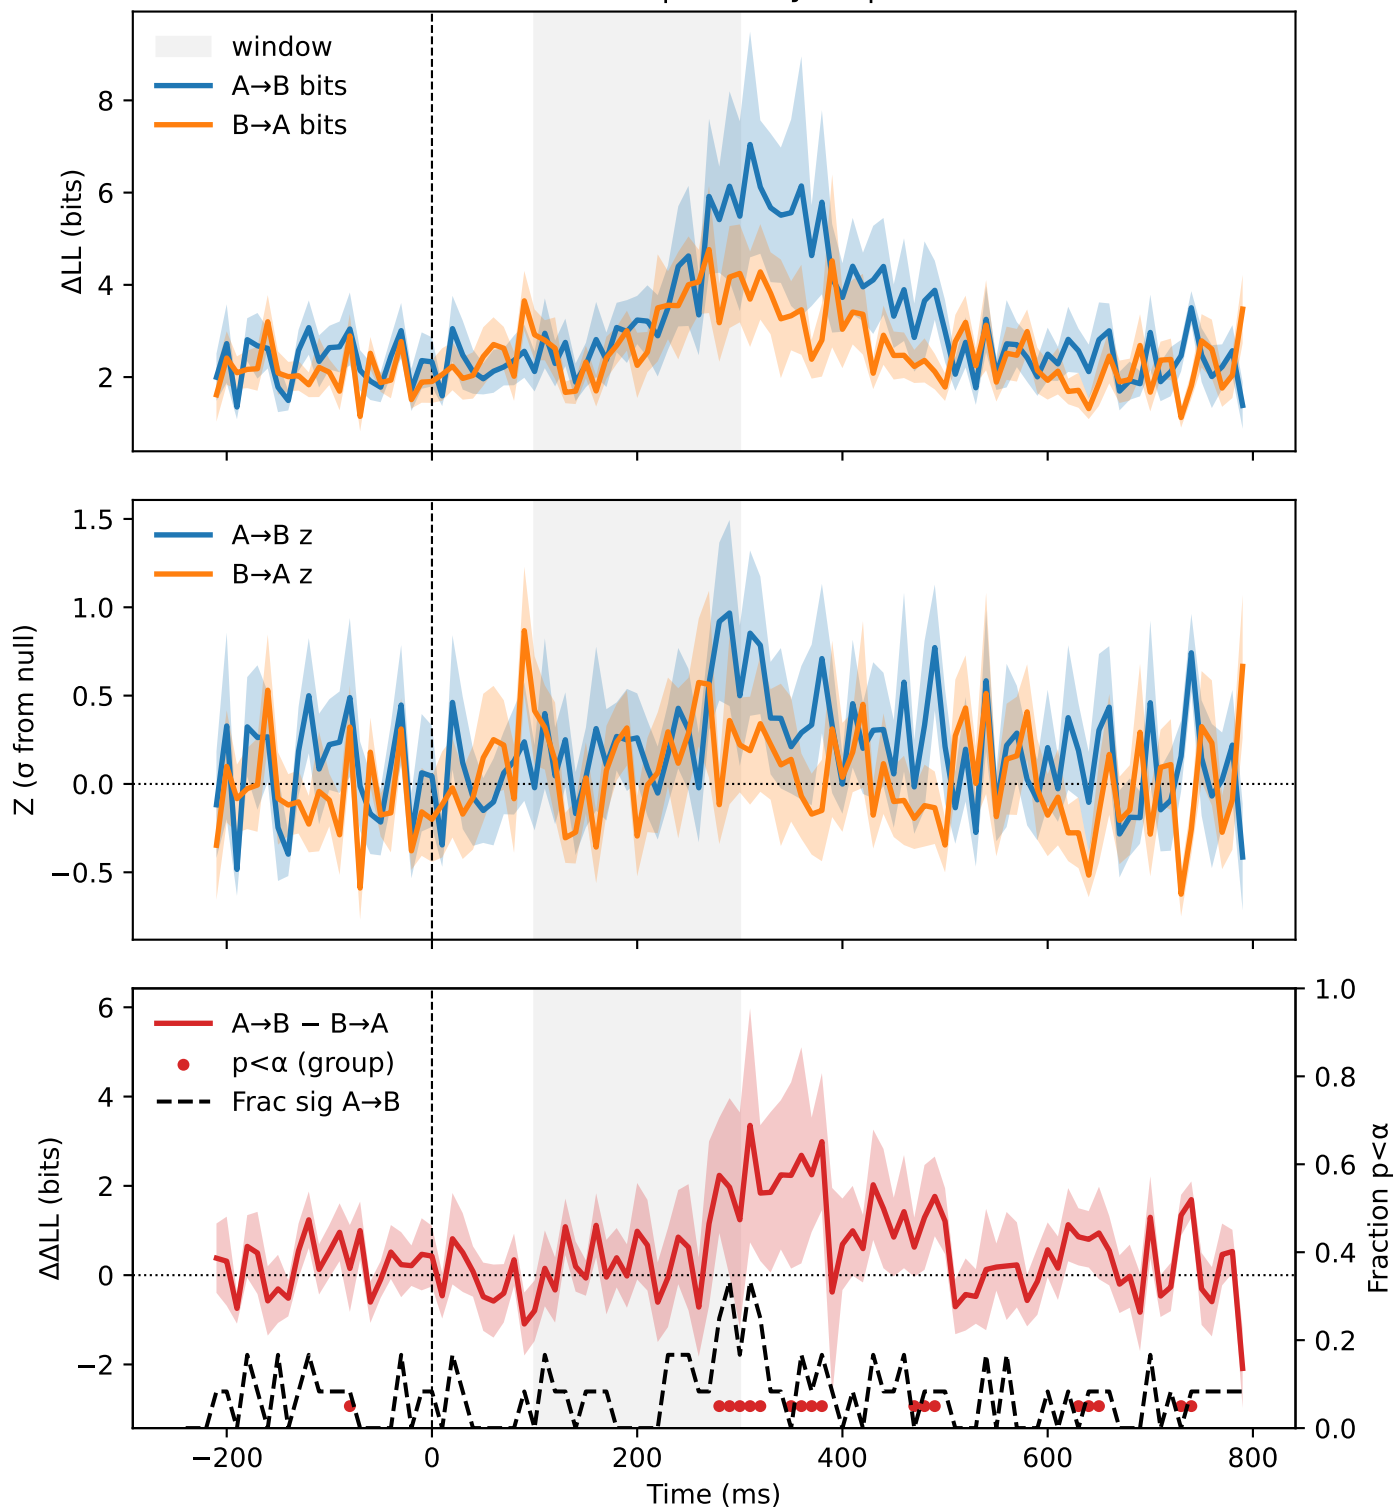 window
A→B bits
B→A bits
ΔLL (bits)
8
6
4
2
A→B z
B→A z
Z (σ from null)
1.5
1.0
0.5
0.0
−0.5
A→B − B→A
p<α (group)
Frac sig A→B
ΔΔLL (bits)
6
4
2
0
−2
1.0
0.8
0.6
0.4
0.2
0.0
Fraction p<α
−200
0
200
400
600
800
Time (ms)